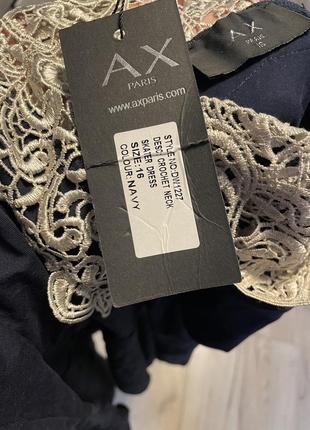 AX
PARIS
www.axparis.com
STYLE NO:DW1227
DESC: CROCHET NECK
SKATER DRESS
SIZE:16
COLOUR:NAVY
AX
PARIS
16